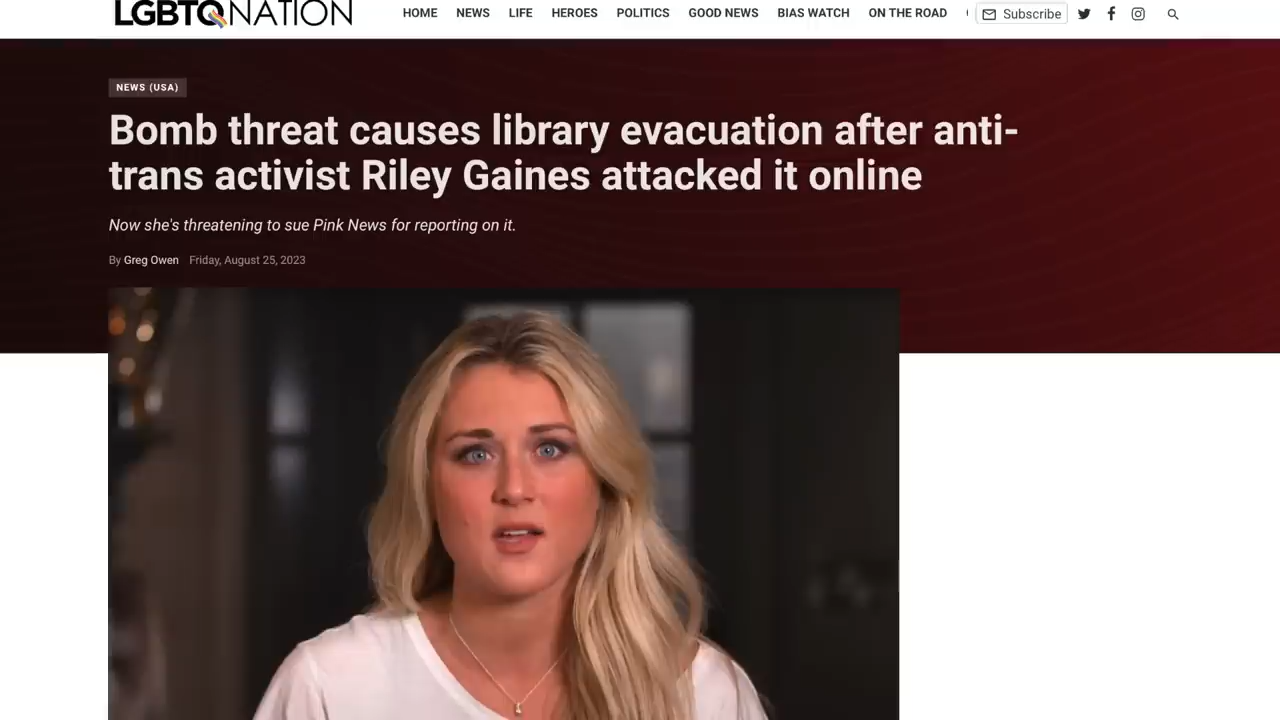 LGBTQNATION
HOME NEWS LIFE HEROES POLITICS GOOD NEWS BIAS WATCH ON THE ROAD Subscribe
NEWS (USA)
Bomb threat causes library evacuation after anti-
trans activist Riley Gaines attacked it online
Now she's threatening to sue Pink News for reporting on it.
By Greg Owen Friday, August 25, 2023